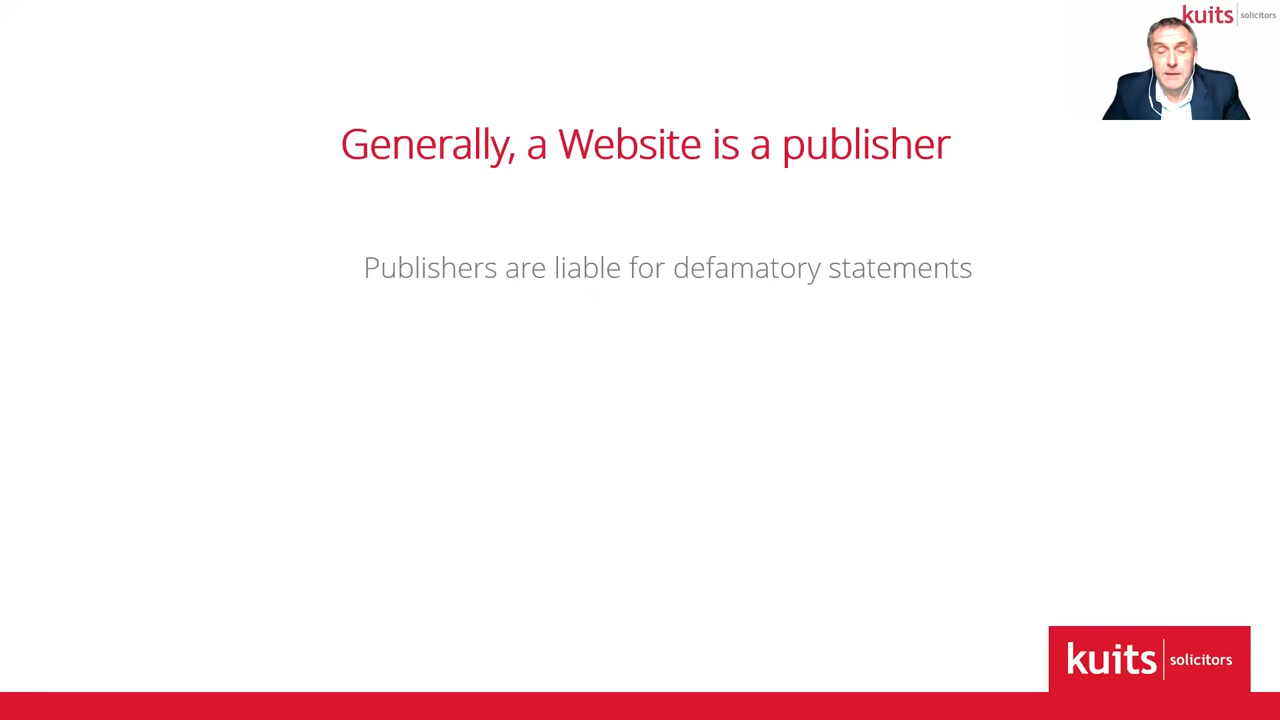 kuits solicitors
Generally, a Website is a publisher
Publishers are liable for defamatory statements
kuits solicitors